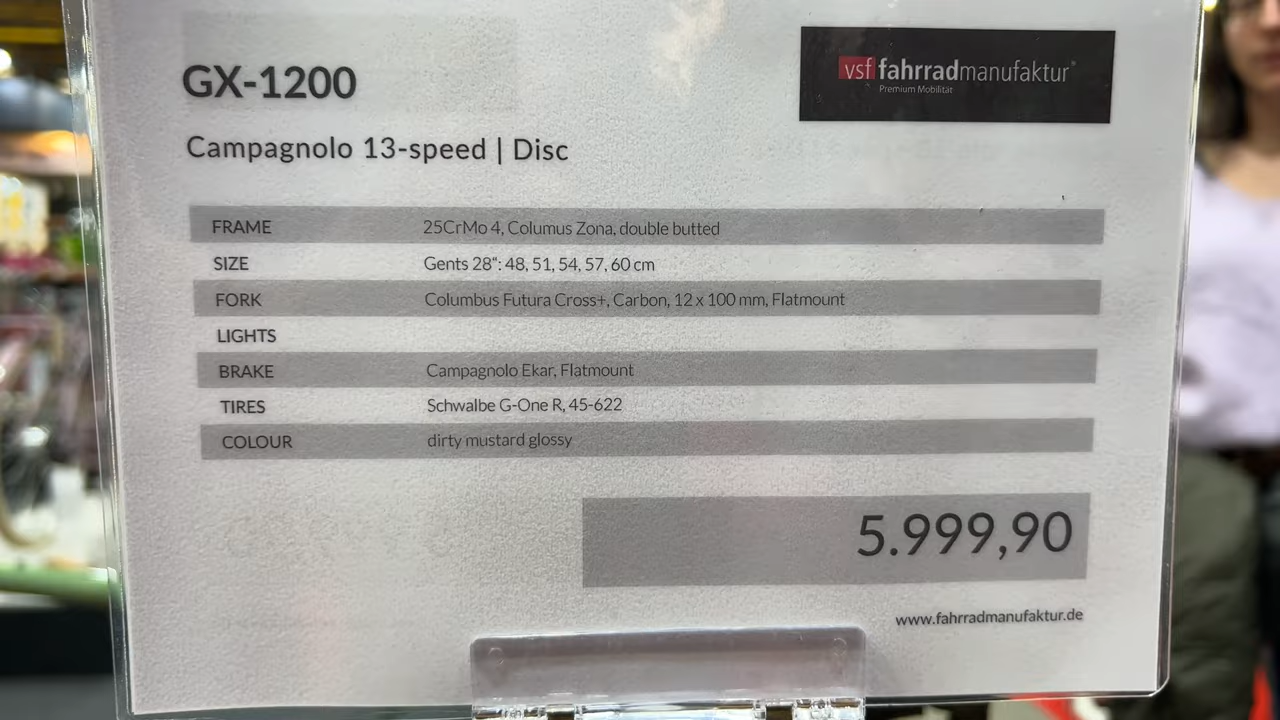 GX-1200
vsf fahrradmanufaktur®
Premium Mobilität
Campagnolo 13-speed | Disc
FRAME 25CrMo 4, Columus Zona, double butted
SIZE Gents 28": 48, 51, 54, 57, 60 cm
FORK Columbus Futura Cross+, Carbon, 12 x 100 mm, Flatmount
LIGHTS
BRAKE Campagnolo Ekar, Flatmount
TIRES Schwalbe G-One R, 45-622
COLOUR dirty mustard glossy
5.999,90
www.fahrradmanufaktur.de